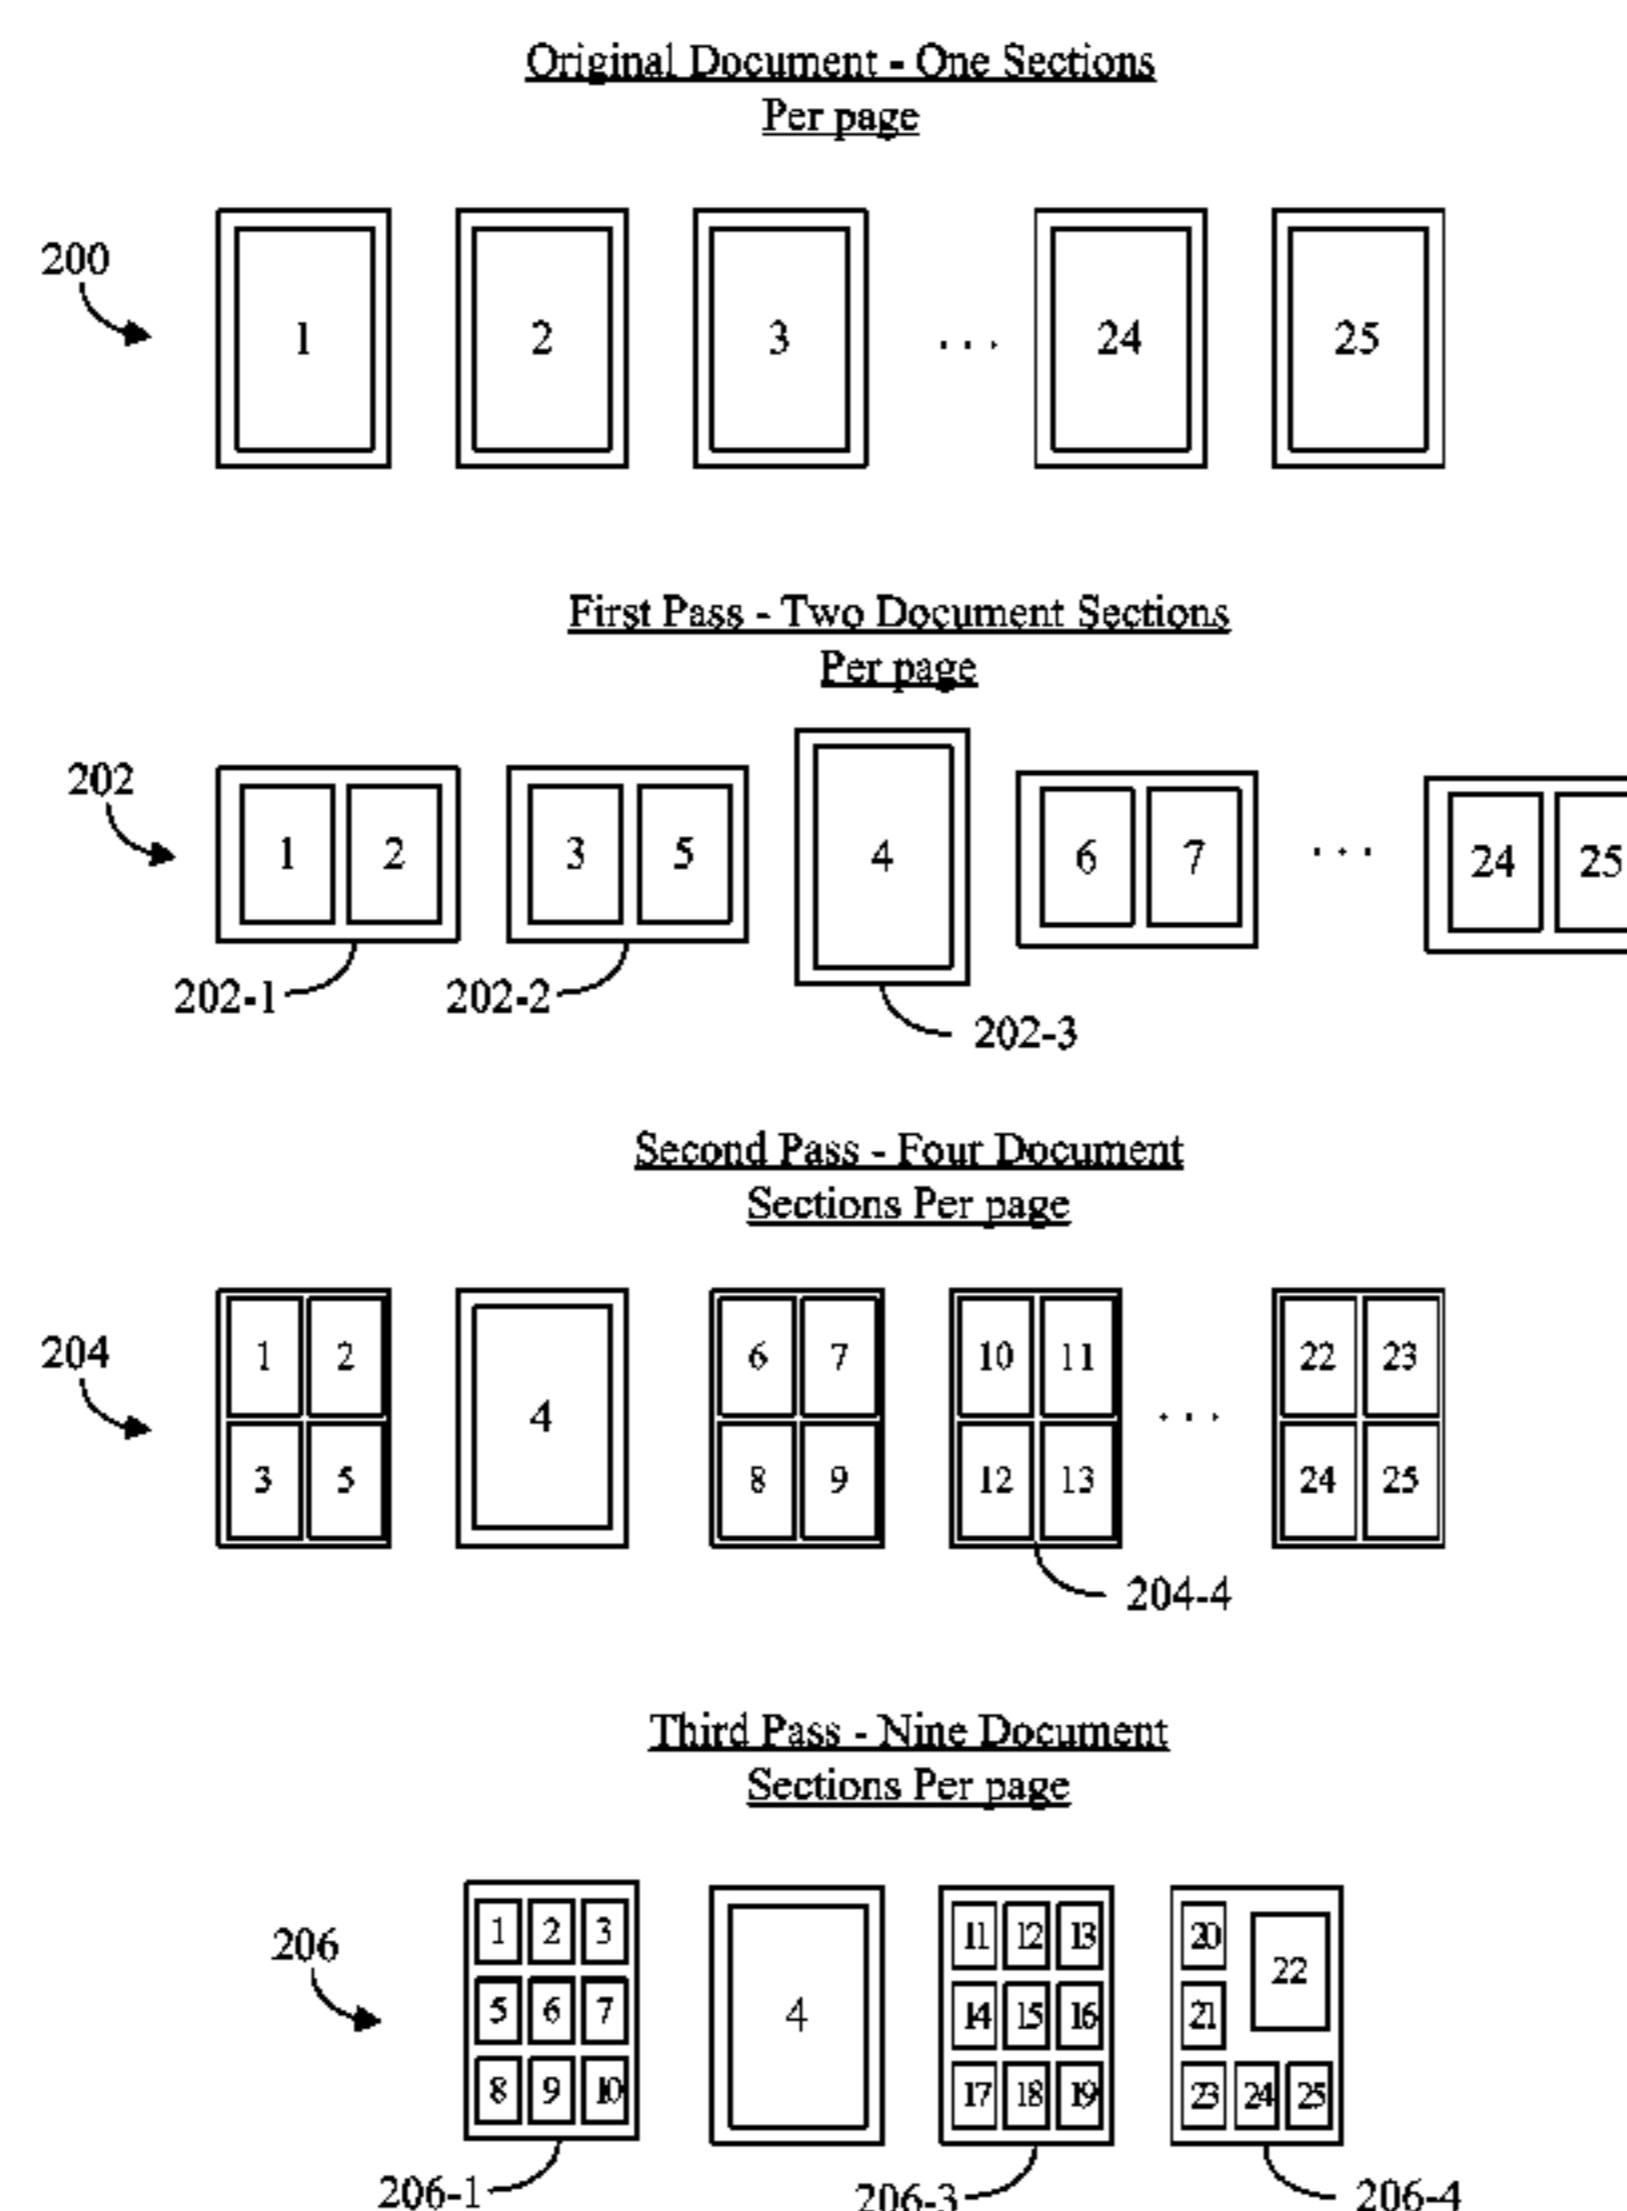 Original Document - One Sections
Per page
200
1 2 3 ... 24 25
First Pass - Two Document Sections
Per page
202
1 2 3 5 4 6 7 ... 24 25
202-1 202-2 202-3
Second Pass - Four Document
Sections Per page
204
1 2 4 6 7 10 11 ... 22 23
3 5 8 9 12 13 24 25
204-4
Third Pass - Nine Document
Sections Per page
206
1 2 3 4 11 12 13 20 22
5 6 7 14 15 16 21
8 9 10 17 18 19 23 24 25
206-1 206-3 206-4